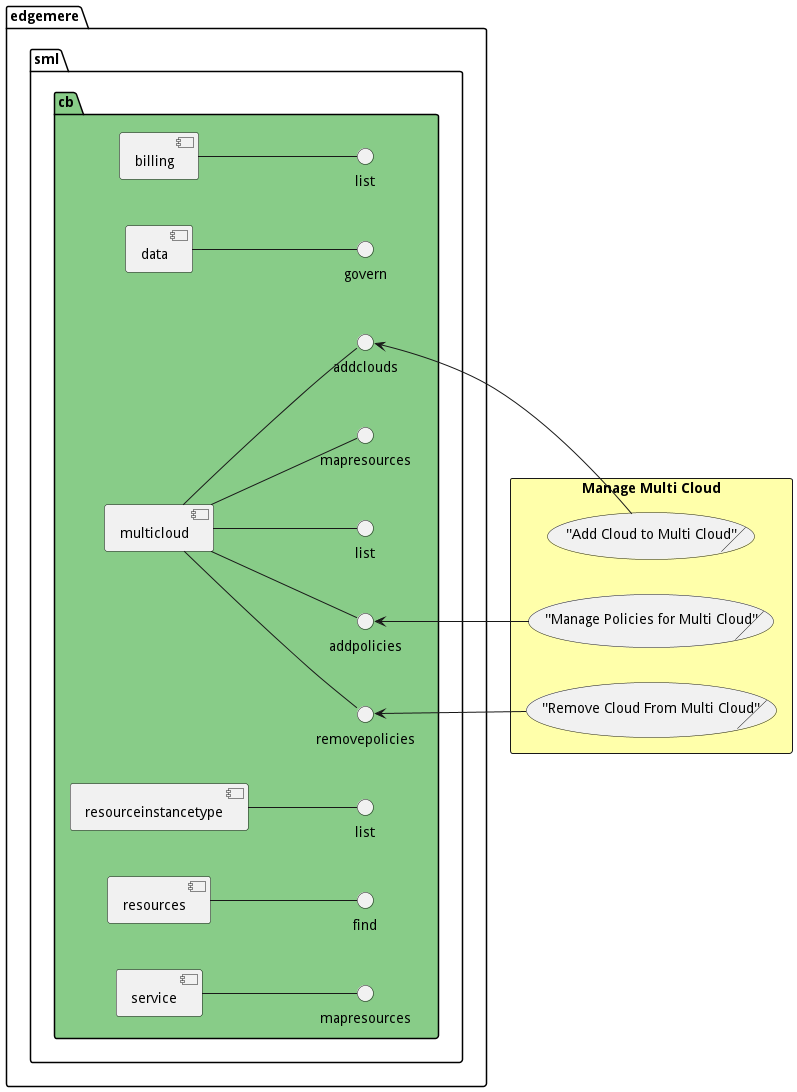 edgemere
sml
cb
billing
list
data
govern
addclouds
mapresources
multicloud
list
addpolicies
removepolicies
resourceinstancetype
list
resources
find
service
mapresources
Manage Multi Cloud
"Add Cloud to Multi Cloud"
"Manage Policies for Multi Cloud"
"Remove Cloud From Multi Cloud"